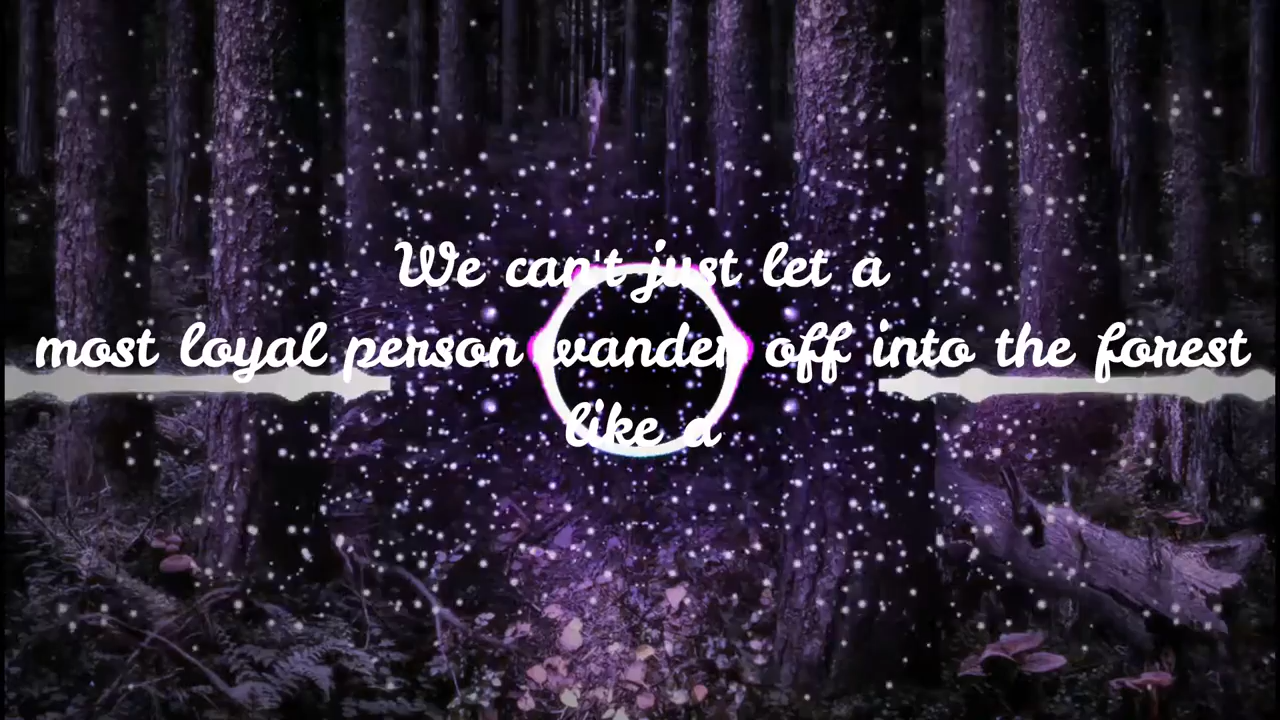 We can't just let a
most loyal person wander off into the forest
like a